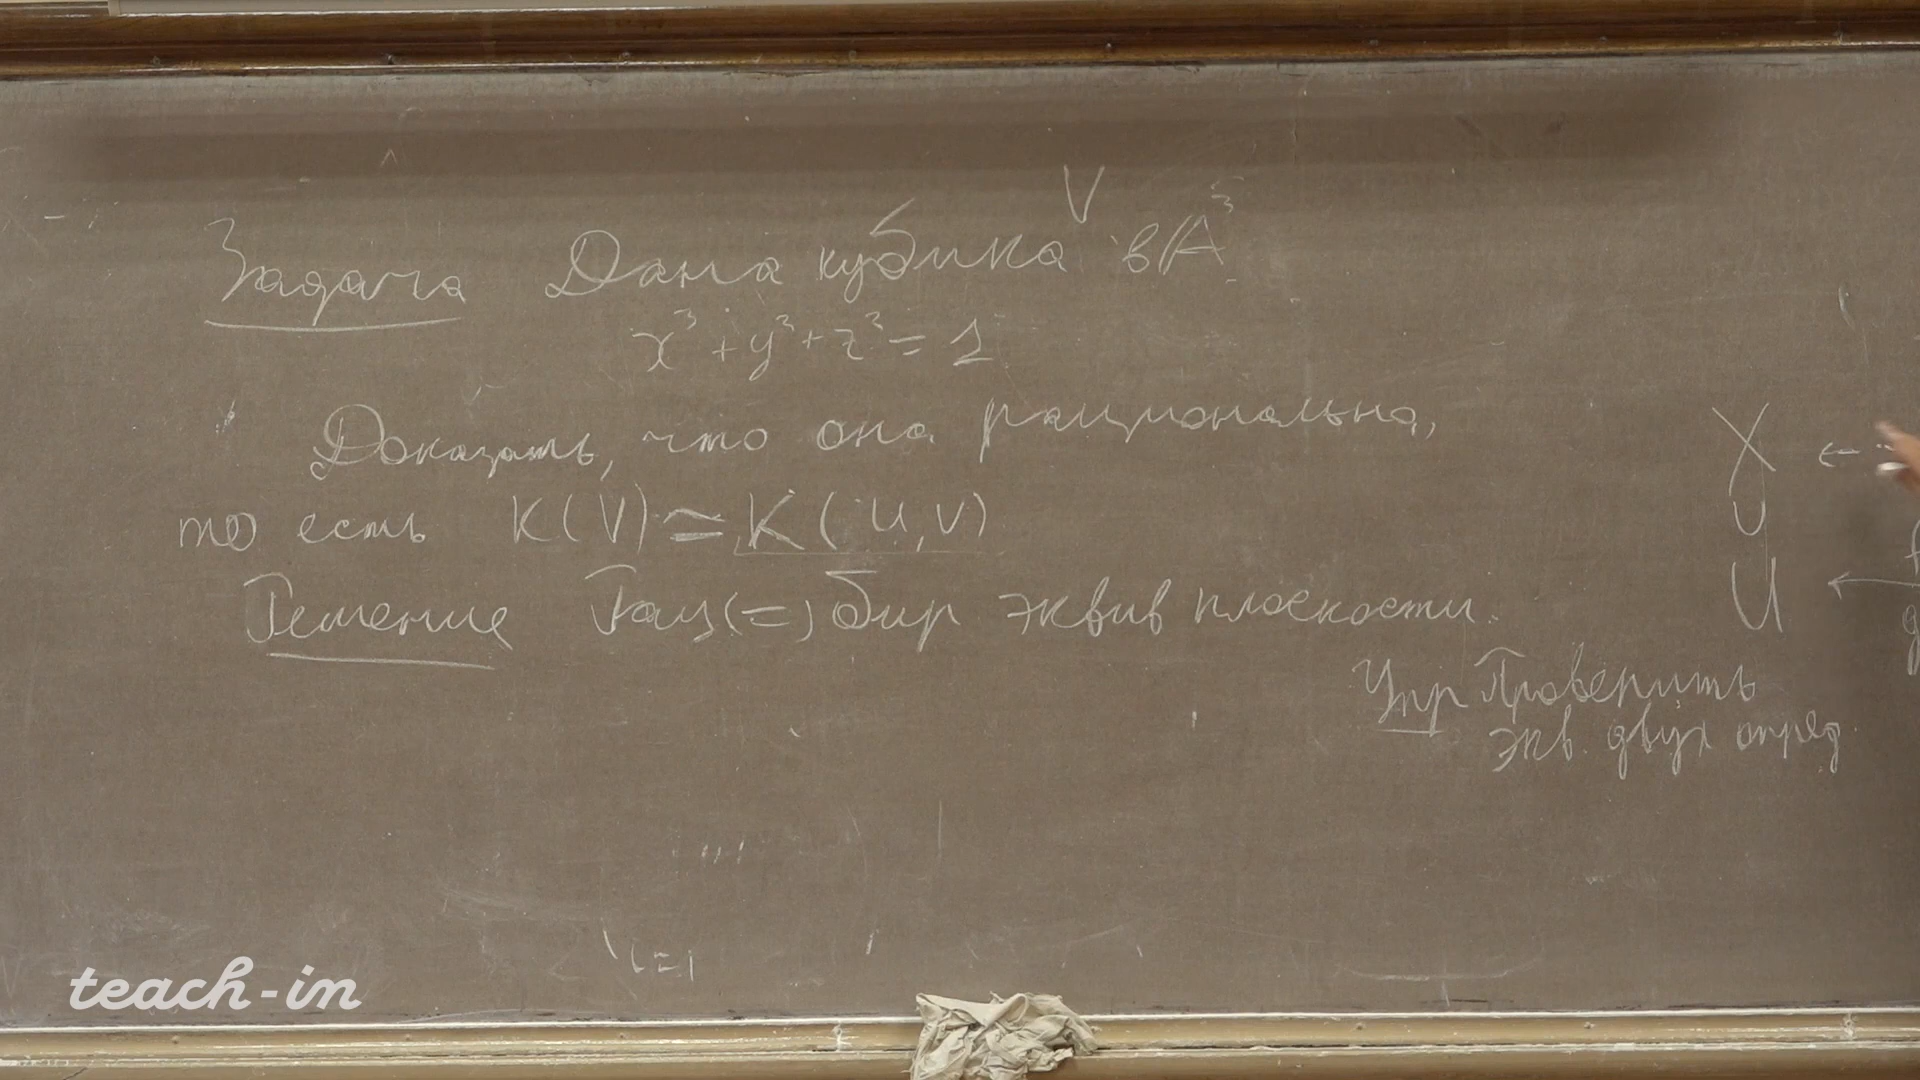 Задача Дана кубика V в A³
x³ + y³ + z³ = 1
Доказать, что она рациональна,
то есть K(V) ≃ K(u,v)
Решение Рац (=) бир эквив плоскости.
Упр Проверить
экв. двух опред.
X ←
∪
U ←
i=1
teach-in